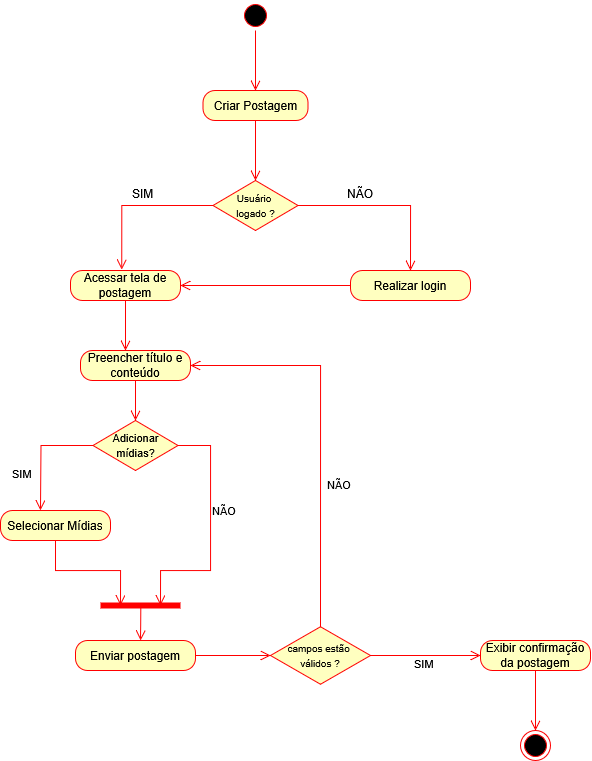 Criar Postagem
SIM
NÃO
Usuário
logado ?
Acessar tela de
postagem
Realizar login
Preencher título e
conteúdo
Adicionar
mídias?
SIM
NÃO
NÃO
Selecionar Mídias
Enviar postagem
campos estão
válidos ?
SIM
Exibir confirmação
da postagem